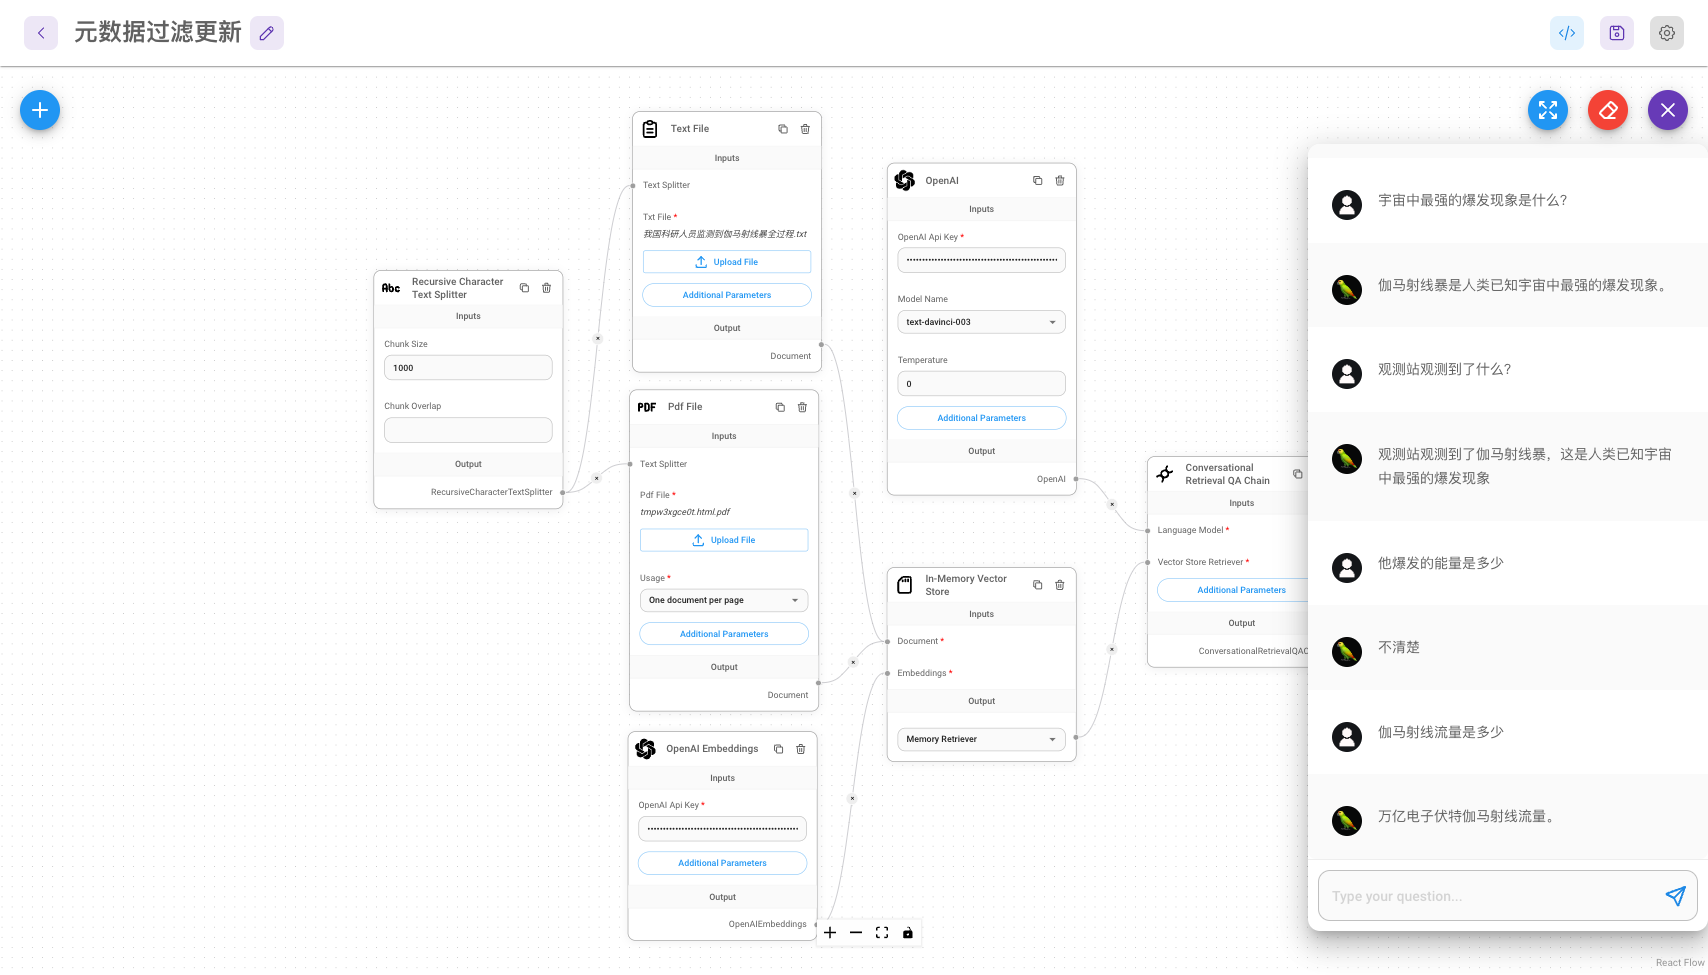 元数据过滤更新
Text File
Inputs
Text Splitter
Txt File *
我国科研人员监测到伽马射线暴全过程.txt
Upload File
Additional Parameters
Output
Document
Abc
Recursive Character
Text Splitter
Inputs
Chunk Size
1000
Chunk Overlap
Output
RecursiveCharacterTextSplitter
PDF
Pdf File
Inputs
Text Splitter
Pdf File *
tmpw3xgce0t.html.pdf
Upload File
Usage *
One document per page
Additional Parameters
Output
Document
OpenAI Embeddings
Inputs
OpenAI Api Key *
Additional Parameters
Output
OpenAIEmbeddings
OpenAI
Inputs
OpenAI Api Key *
Model Name
text-davinci-003
Temperature
0
Additional Parameters
Output
OpenAI
In-Memory Vector
Store
Inputs
Document *
Embeddings *
Output
Memory Retriever
Conversational
Retrieval QA Chain
Inputs
Language Model *
Vector Store Retriever *
Additional Parameters
Output
ConversationalRetrievalQAC
宇宙中最强的爆发现象是什么?
伽马射线暴是人类已知宇宙中最强的爆发现象。
观测站观测到了什么?
观测站观测到了伽马射线暴，这是人类已知宇宙
中最强的爆发现象
他爆发的能量是多少
不清楚
伽马射线流量是多少
万亿电子伏特伽马射线流量。
Type your question...
React Flow